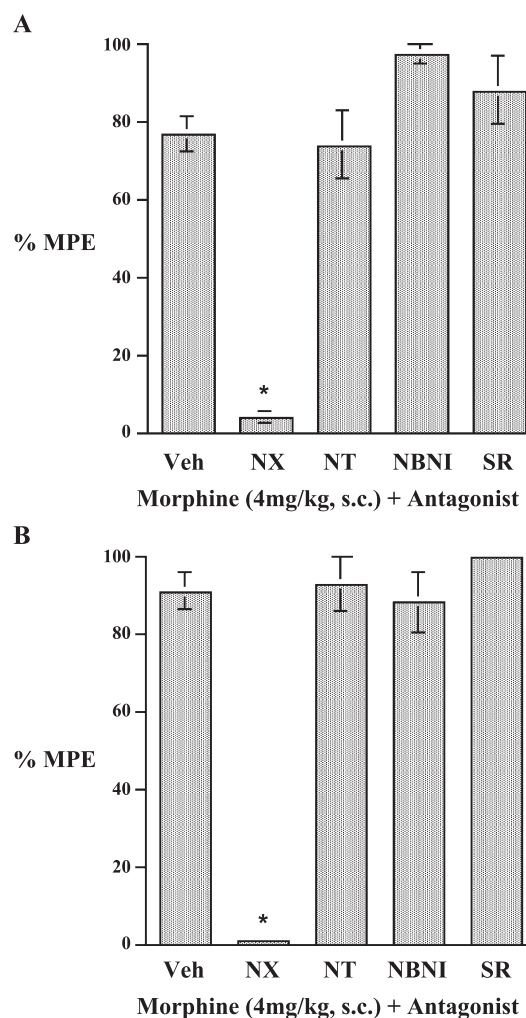 A
100
80
60
40
20
0
% MPE
*
Veh NX NT NBNI SR
Morphine (4mg/kg, s.c.) + Antagonist
B
100
80
60
40
20
0
% MPE
*
Veh NX NT NBNI SR
Morphine (4mg/kg, s.c.) + Antagonist